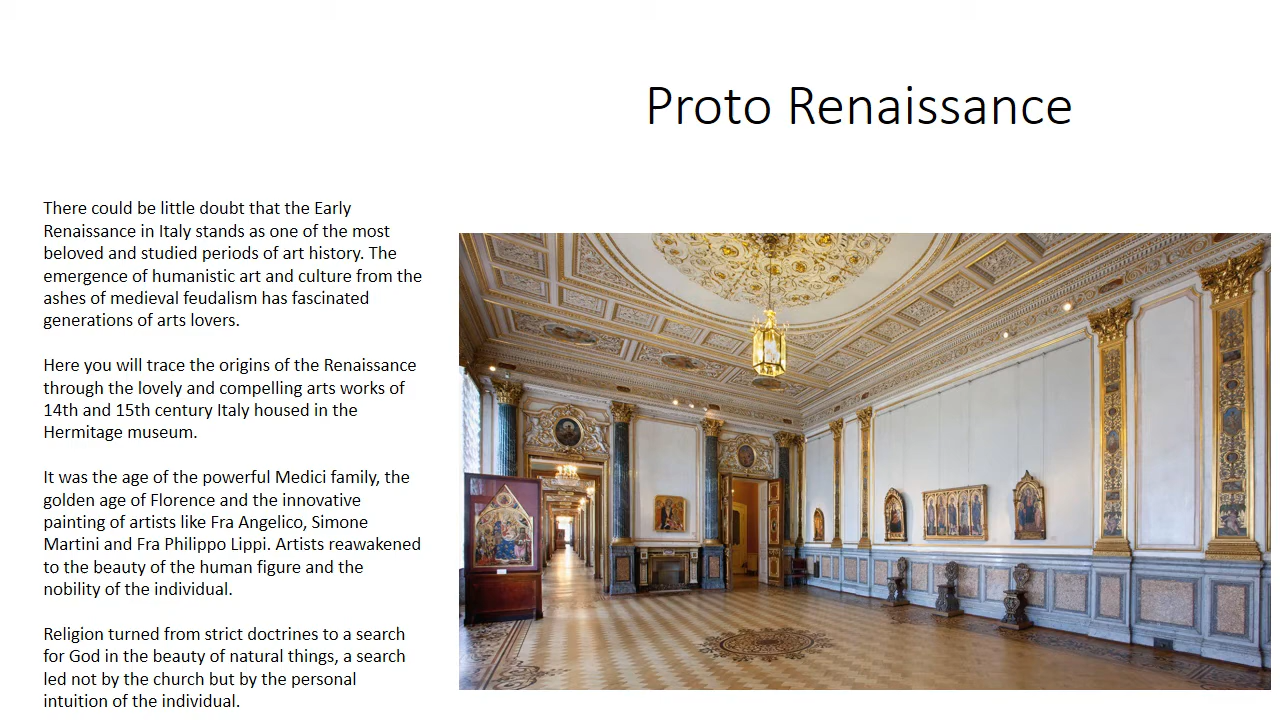 Proto Renaissance
There could be little doubt that the Early
Renaissance in Italy stands as one of the most
beloved and studied periods of art history. The
emergence of humanistic art and culture from the
ashes of medieval feudalism has fascinated
generations of arts lovers.
Here you will trace the origins of the Renaissance
through the lovely and compelling arts works of
14th and 15th century Italy housed in the
Hermitage museum.
It was the age of the powerful Medici family, the
golden age of Florence and the innovative
painting of artists like Fra Angelico, Simone
Martini and Fra Philippo Lippi. Artists reawakened
to the beauty of the human figure and the
nobility of the individual.
Religion turned from strict doctrines to a search
for God in the beauty of natural things, a search
led not by the church but by the personal
intuition of the individual.